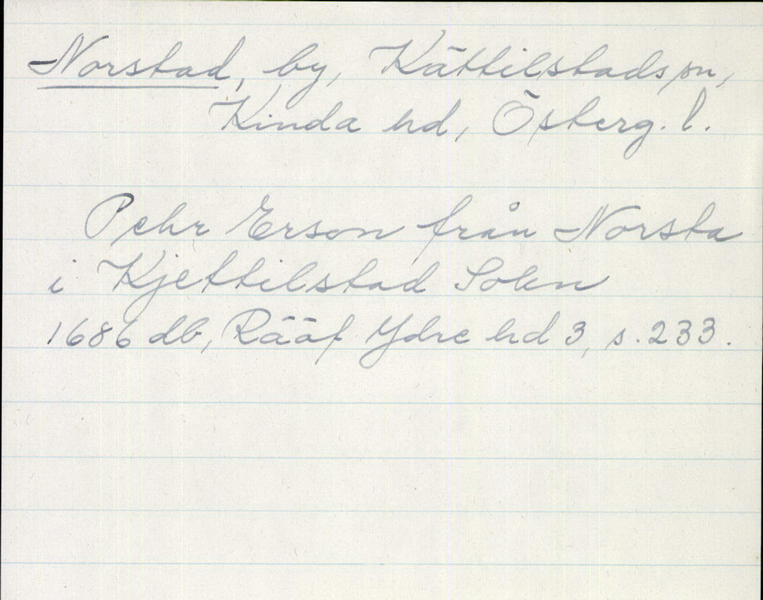 Norstad, by, Kättilstads sn,
Kinda hd, Österg. l.
Pehr Erson från Norsta
i Kjettilstad Sokn
1686 db, Rääf Ydre hd 3, s. 233.